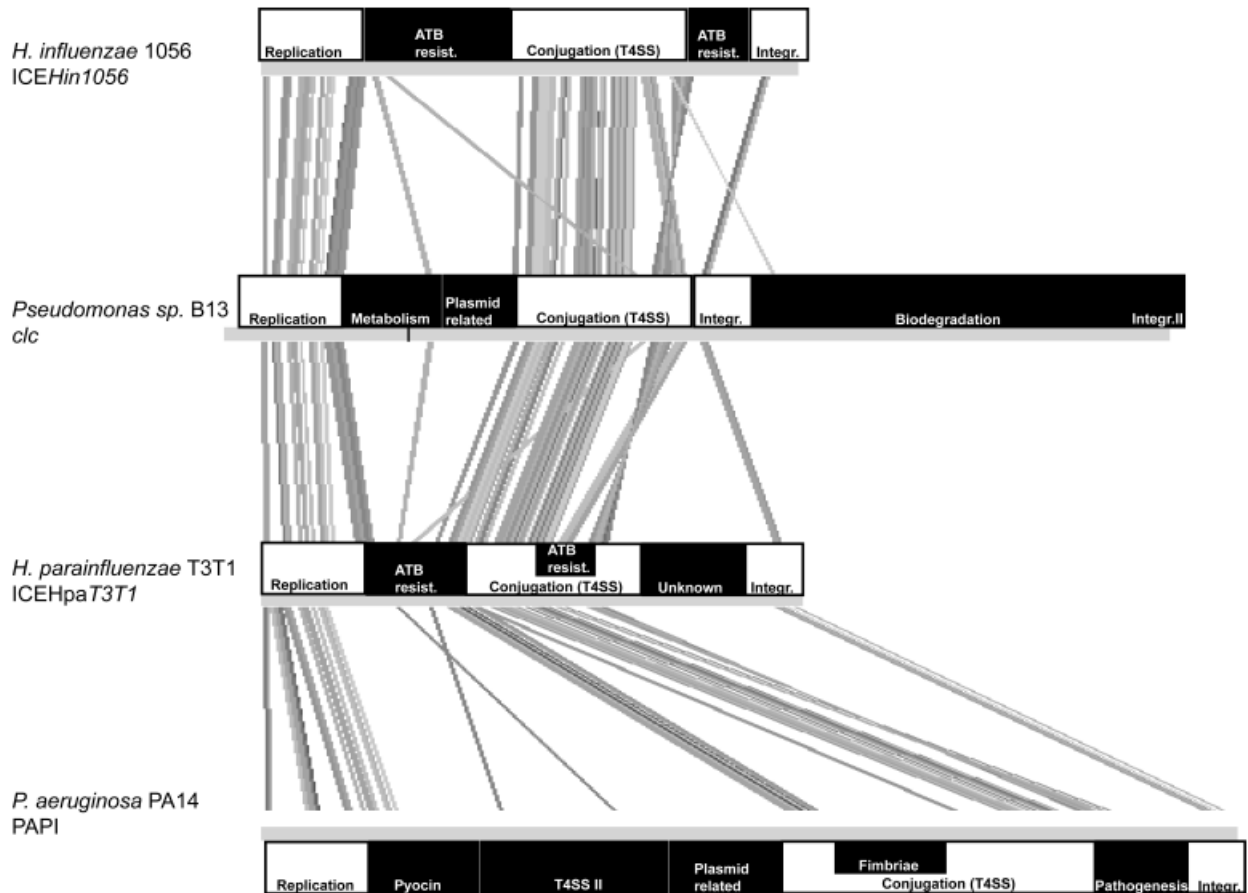 H. influenzae 1056
ICEHin1056
Replication
ATB
resist.
Conjugation (T4SS)
ATB
resist.
Integr.
Pseudomonas sp. B13
clc
Replication
Metabolism
Plasmid
related
Conjugation (T4SS)
Integr.
Biodegradation
Integr.II
H. parainfluenzae T3T1
ICEHpaT3T1
Replication
ATB
resist.
ATB
resist.
Conjugation (T4SS)
Unknown
Integr.
P. aeruginosa PA14
PAPI
Replication
Pyocin
T4SS II
Plasmid
related
Fimbriae
Conjugation (T4SS)
Pathogenesis
Integr.